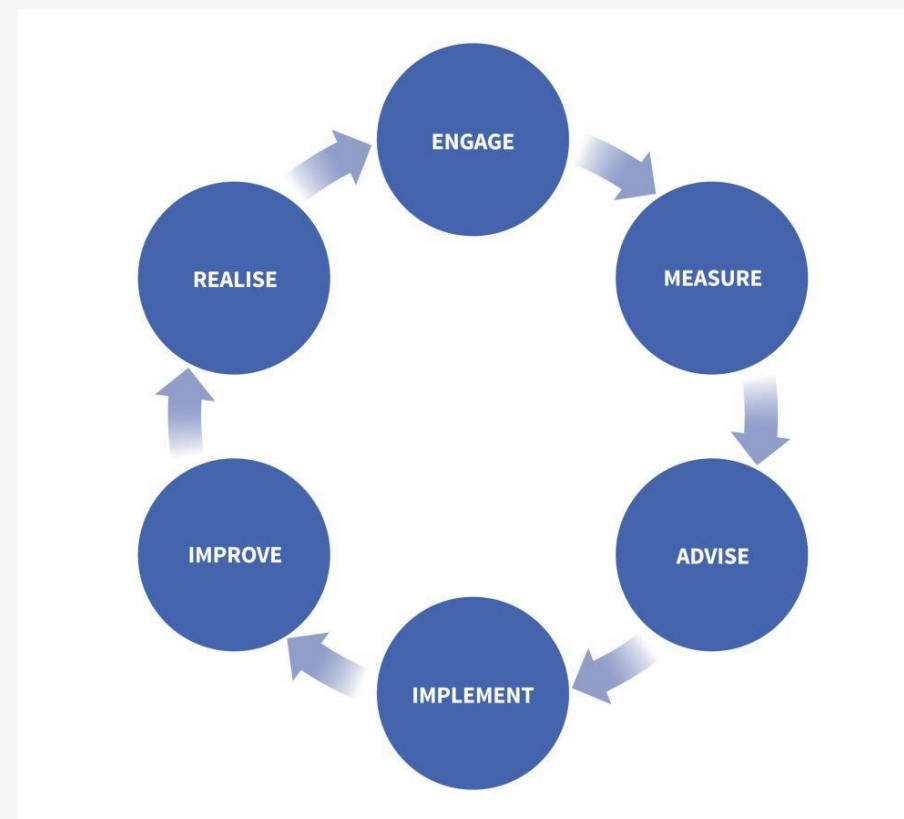 ENGAGE
MEASURE
ADVISE
IMPLEMENT
IMPROVE
REALISE